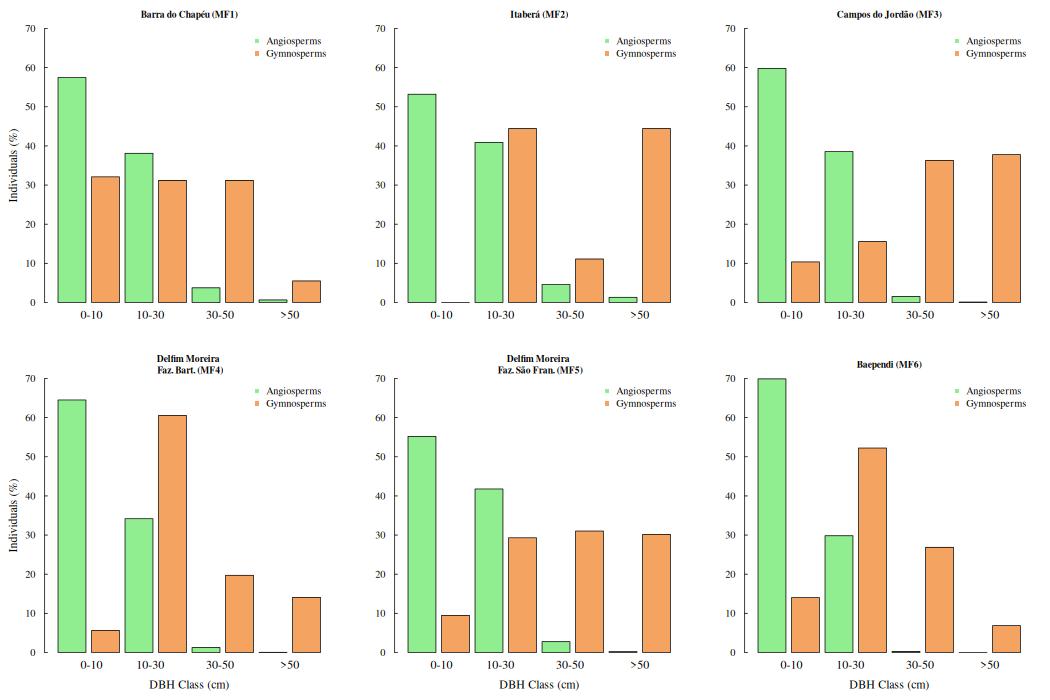 Barra do Chapéu (MF1)
70
60
50
40
30
20
10
0
Individuals (%)
Angiosperms
Gymnosperms
0-10
10-30
30-50
>50
Itaberá (MF2)
70
60
50
40
30
20
10
0
Angiosperms
Gymnosperms
0-10
10-30
30-50
>50
Campos do Jordão (MF3)
70
60
50
40
30
20
10
0
Angiosperms
Gymnosperms
0-10
10-30
30-50
>50
Delfim Moreira
Faz. Bart. (MF4)
70
60
50
40
30
20
10
0
Individuals (%)
Angiosperms
Gymnosperms
0-10
10-30
30-50
>50
DBH Class (cm)
Delfim Moreira
Faz. São Fran. (MF5)
70
60
50
40
30
20
10
0
Angiosperms
Gymnosperms
0-10
10-30
30-50
>50
DBH Class (cm)
Baependi (MF6)
70
60
50
40
30
20
10
0
Angiosperms
Gymnosperms
0-10
10-30
30-50
>50
DBH Class (cm)